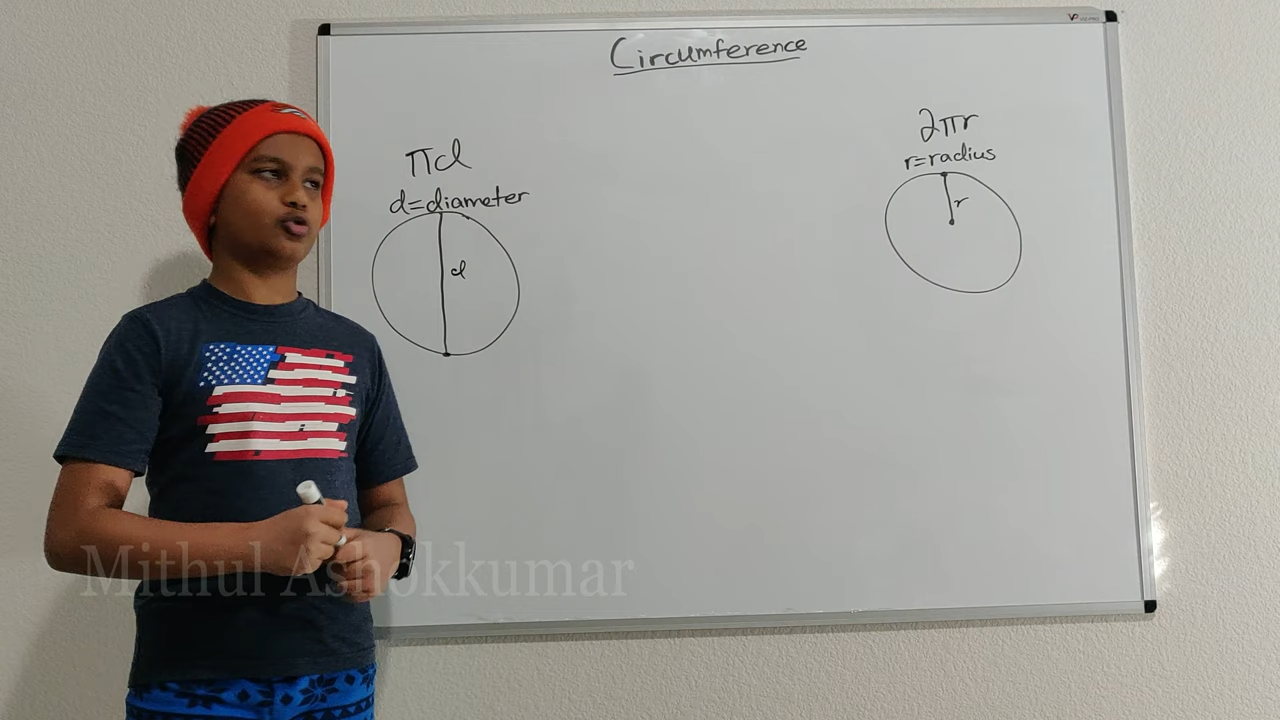 Circumference
πd
d=diameter
d
2πr
r=radius
r
Mithul Ashokkumar